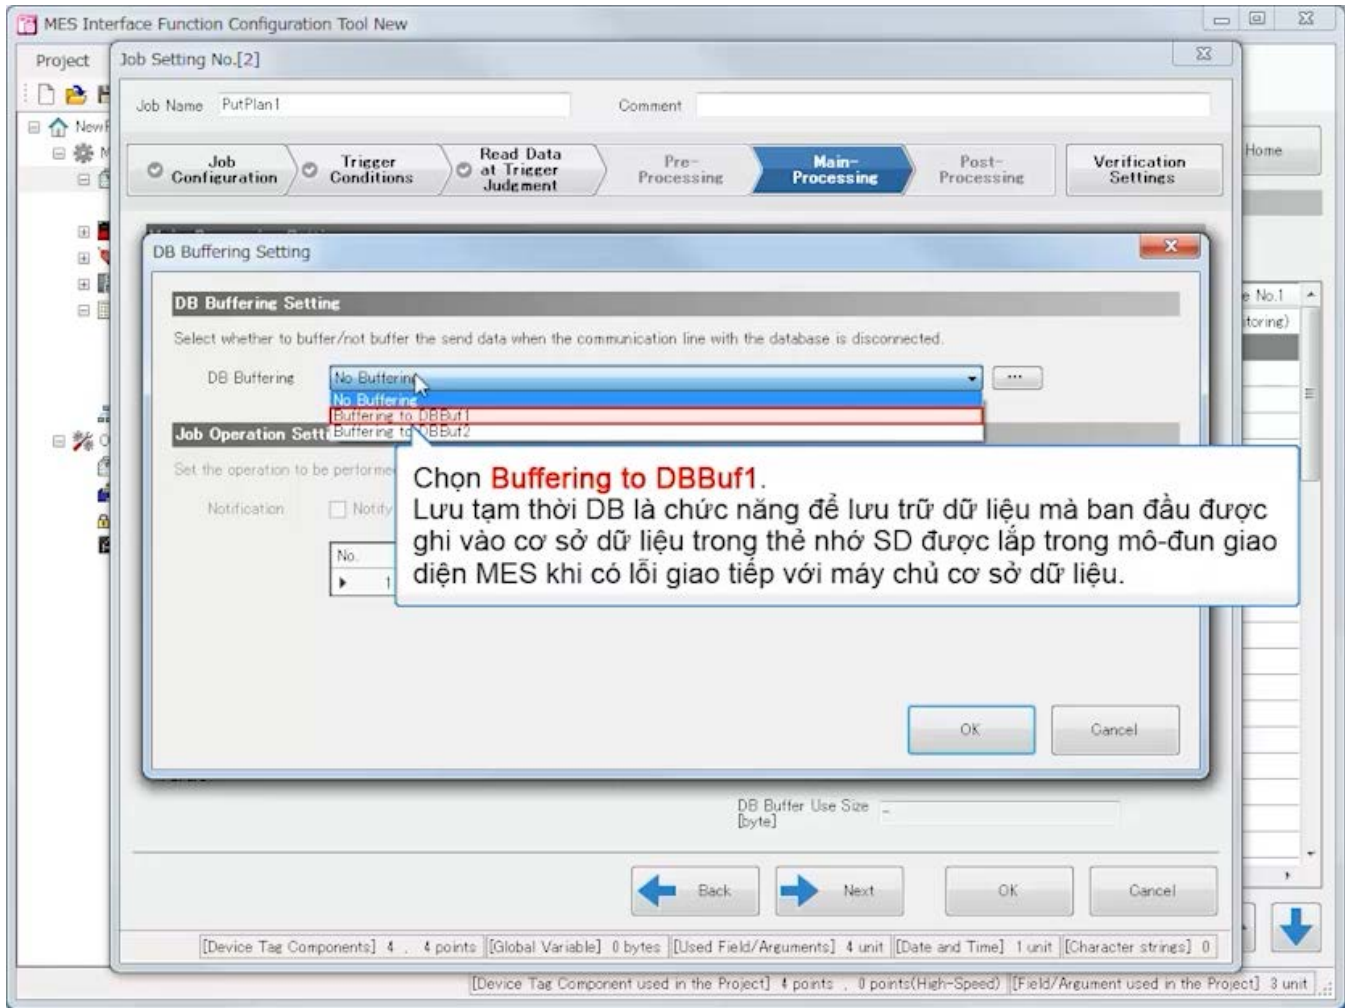 MES Interface Function Configuration Tool New
Project
Job Setting No.[2]
Job Name PutPlan1 Comment
Home
Job Configuration
Trigger Conditions
Read Data at Trigger Judgment
Pre-Processing
Main-Processing
Post-Processing
Verification Settings
DB Buffering Setting
DB Buffering Setting
Select whether to buffer/not buffer the send data when the communication line with the database is disconnected.
DB Buffering No Buffering ...
No Buffering
Buffering to DBBuf1
Buffering to DBBuf2
Job Operation Setti
Set the operation to be performe
Notification Notify
No.
1
Chọn Buffering to DBBuf1.
Lưu tạm thời DB là chức năng để lưu trữ dữ liệu mà ban đầu được
ghi vào cơ sở dữ liệu trong thẻ nhớ SD được lắp trong mô-đun giao
diện MES khi có lỗi giao tiếp với máy chủ cơ sở dữ liệu.
No.1
toring)
OK Cancel
DB Buffer Use Size
[byte]
Back Next OK Cancel
[Device Tag Components] 4 , 4 points [Global Variable] 0 bytes [Used Field/Arguments] 4 unit [Date and Time] 1 unit [Character strings] 0
[Device Tag Component used in the Project] 4 points , 0 points(High-Speed) [Field/Argument used in the Project] 3 unit